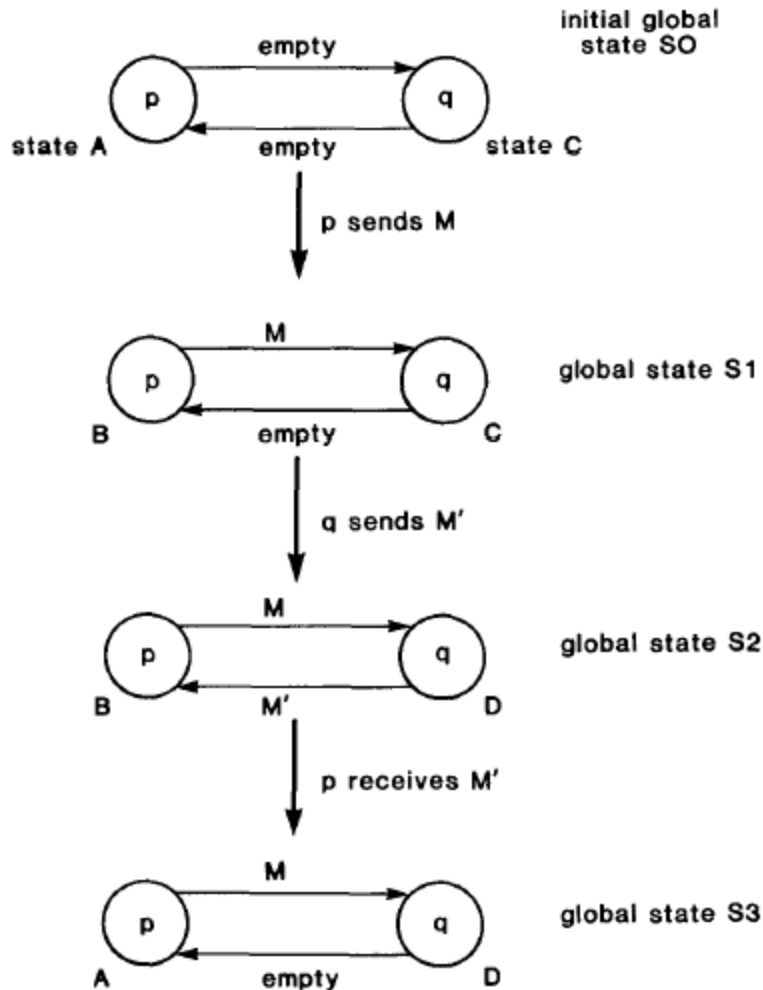 initial global
state SO
empty
p
q
state A
empty
state C
p sends M
M
p
q
global state S1
B
empty
C
q sends M′
M
p
q
global state S2
B
M′
D
p receives M′
M
p
q
global state S3
A
empty
D